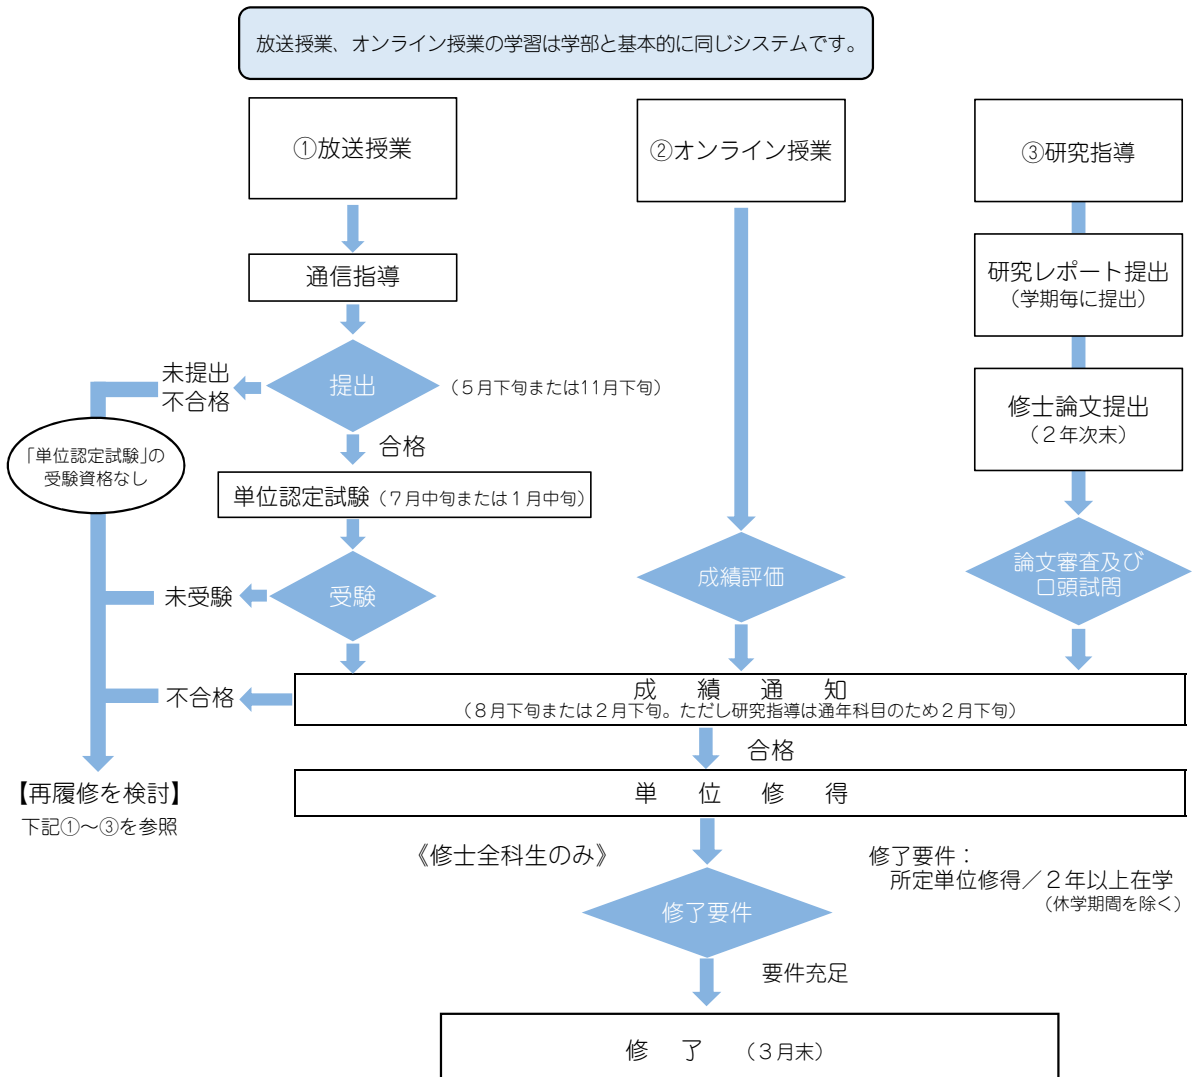 放送授業、オンライン授業の学習は学部と基本的に同じシステムです。
①放送授業
②オンライン授業
③研究指導
通信指導
研究レポート提出
（学期毎に提出）
提出
（５月下旬または11月下旬）
未提出
不合格
修士論文提出
（２年次末）
合格
「単位認定試験」の
受験資格なし
単位認定試験（７月中旬または１月中旬）
受験
未受験
成績評価
論文審査及び
口頭試問
成　績　通　知
（８月下旬または２月下旬。ただし研究指導は通年科目のため２月下旬）
不合格
合格
単　位　修　得
【再履修を検討】
下記①～③を参照
《修士全科生のみ》
修了要件：
所定単位修得／２年以上在学
（休学期間を除く）
修了要件
要件充足
修　了　（３月末）